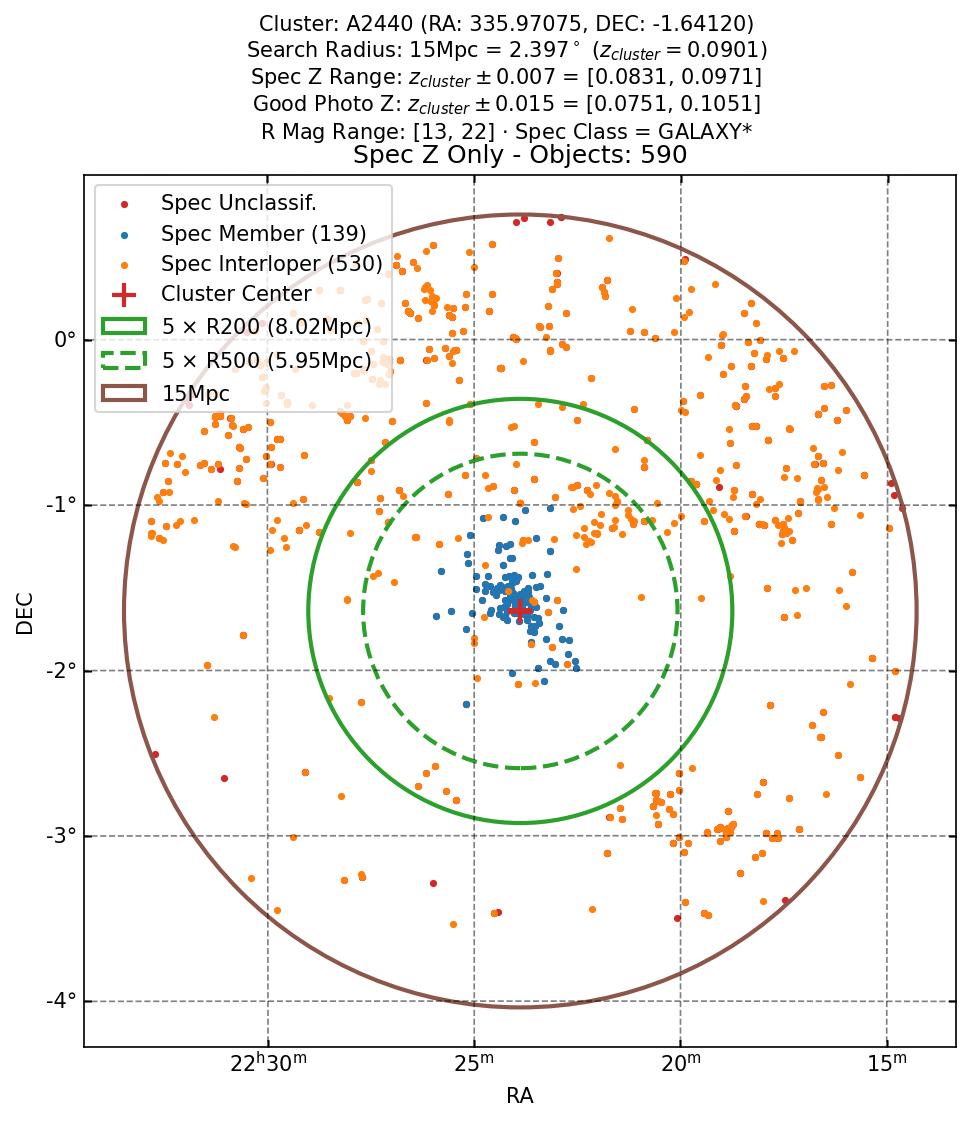 Cluster: A2440 (RA: 335.97075, DEC: -1.64120)
Search Radius: 15Mpc = 2.397° (z_cluster = 0.0901)
Spec Z Range: z_cluster ± 0.007 = [0.0831, 0.0971]
Good Photo Z: z_cluster ± 0.015 = [0.0751, 0.1051]
R Mag Range: [13, 22] · Spec Class = GALAXY*
Spec Z Only - Objects: 590
Spec Unclassif.
Spec Member (139)
Spec Interloper (530)
Cluster Center
5 × R200 (8.02Mpc)
5 × R500 (5.95Mpc)
15Mpc
0°
-1°
-2°
-3°
-4°
DEC
22ʰ30ᵐ 25ᵐ 20ᵐ 15ᵐ
RA